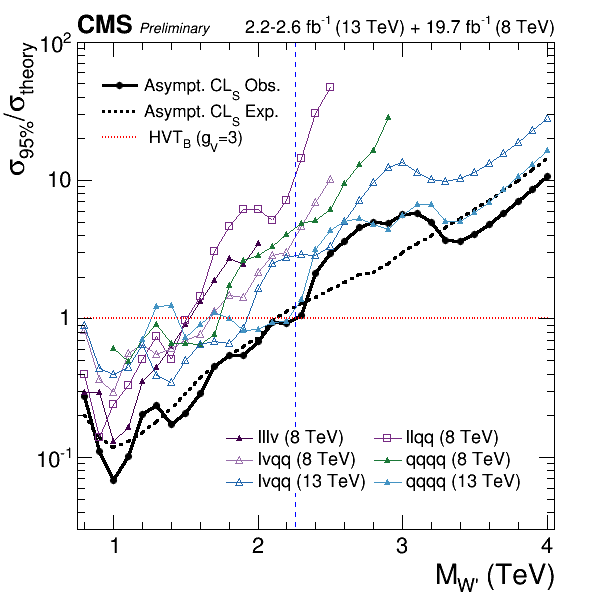 CMS Preliminary 2.2-2.6 fb⁻¹ (13 TeV) + 19.7 fb⁻¹ (8 TeV)
10²
σ95%/σtheory
Asympt. CLS Obs.
Asympt. CLS Exp.
HVTB (gV=3)
10
1
10⁻¹
lllν (8 TeV) llqq (8 TeV)
lνqq (8 TeV) qqqq (8 TeV)
lνqq (13 TeV) qqqq (13 TeV)
1 2 3 4
MW' (TeV)